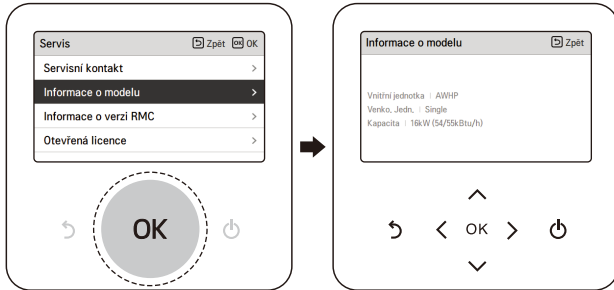 Servis Zpět OK OK
Servisní kontakt
Informace o modelu
Informace o verzi RMC
Otevřená licence
OK
Informace o modelu Zpět
Vnitřní jednotka | AWHP
Venko, Jedn, | Single
Kapacita | 16kW (54/55kBtu/h)
OK